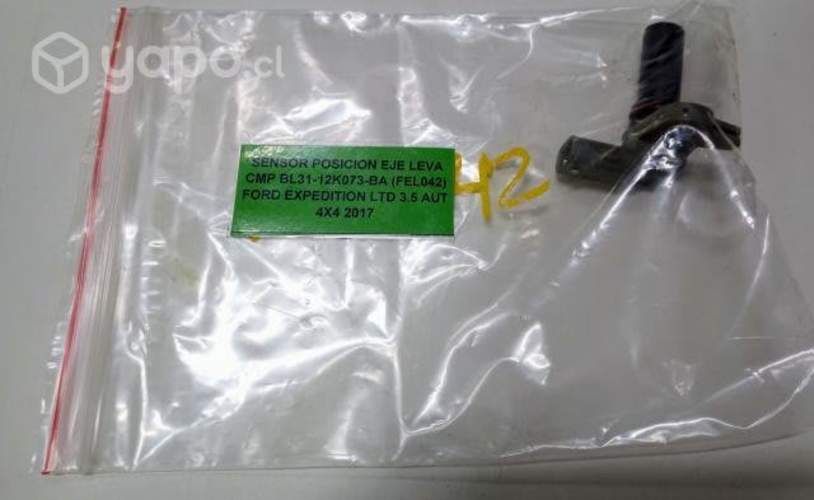 yapo.cl
SENSOR POSICION EJE LEVA
CMP BL31-12K073-BA (FEL042)
FORD EXPEDITION LTD 3.5 AUT
4X4 2017
42